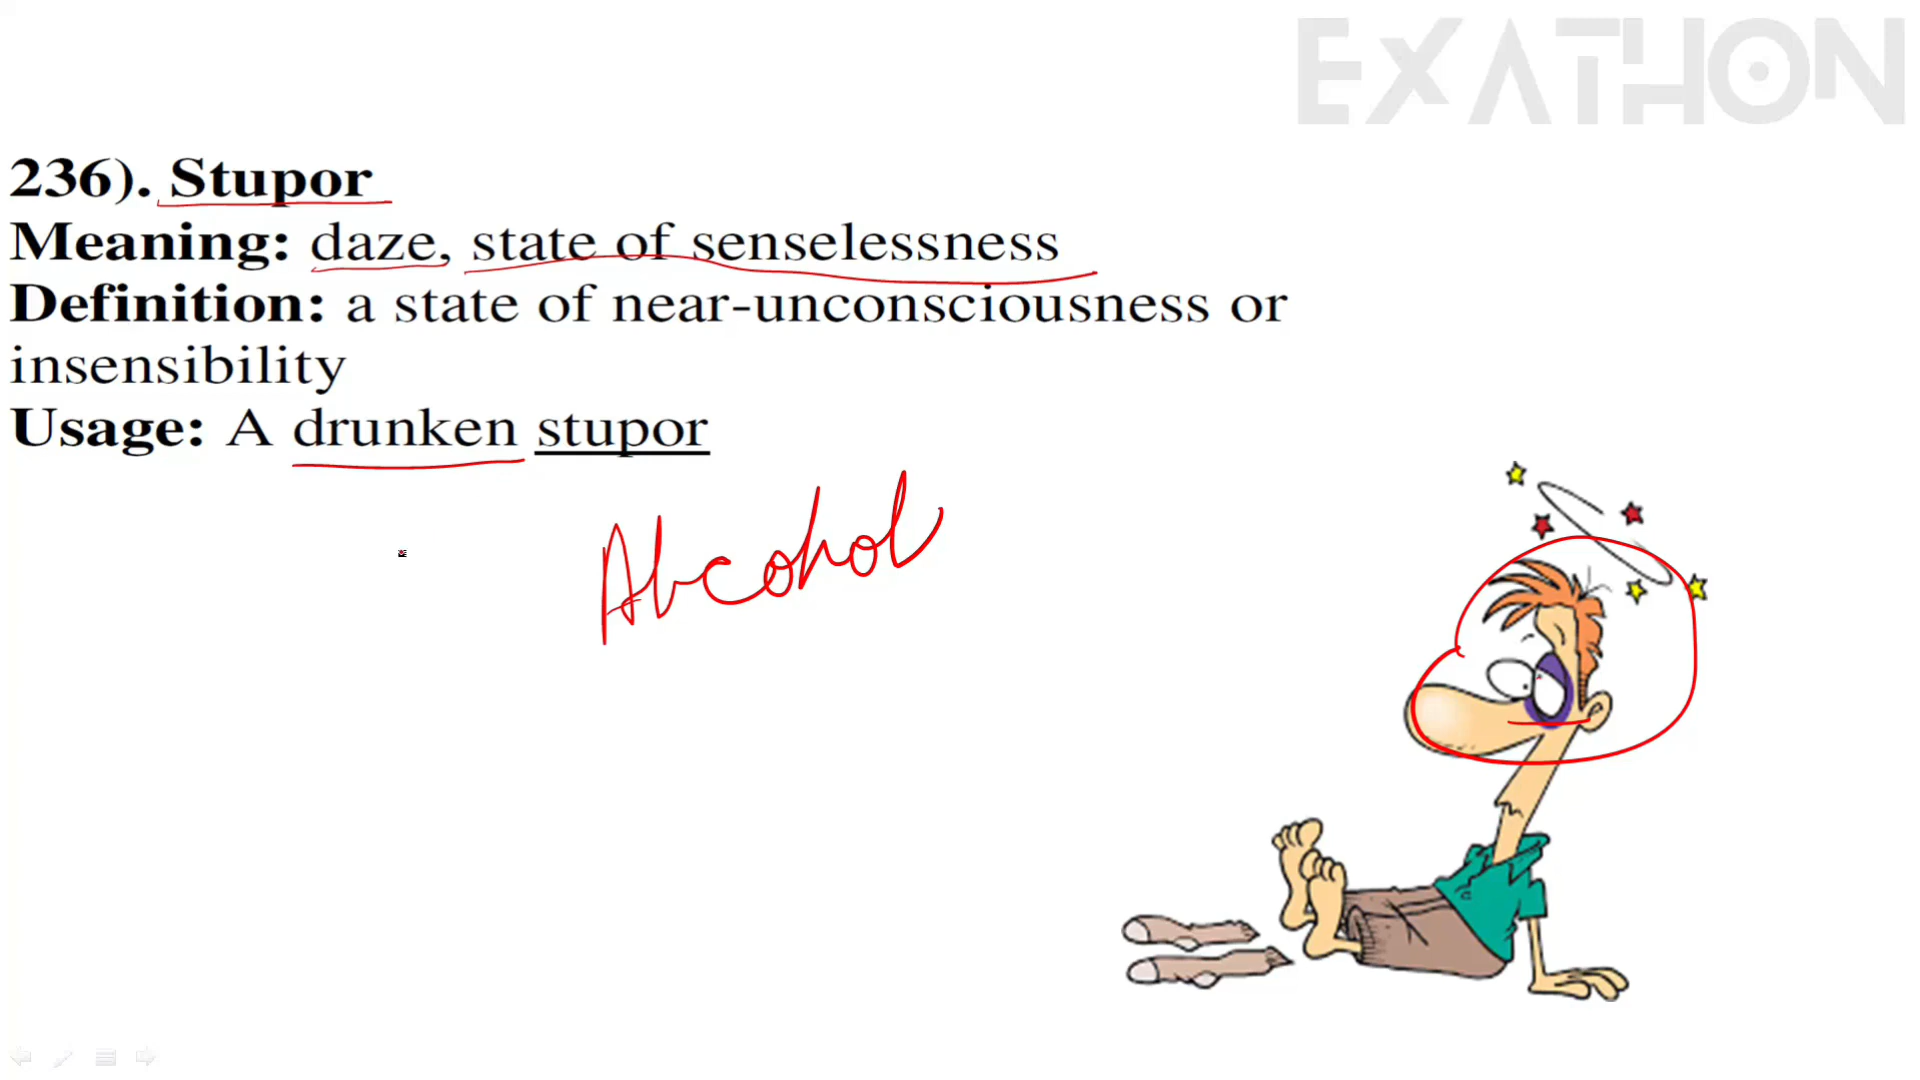 EXATHON
236). Stupor
Meaning: daze, state of senselessness
Definition: a state of near-unconsciousness or
insensibility
Usage: A drunken stupor
Alcohol